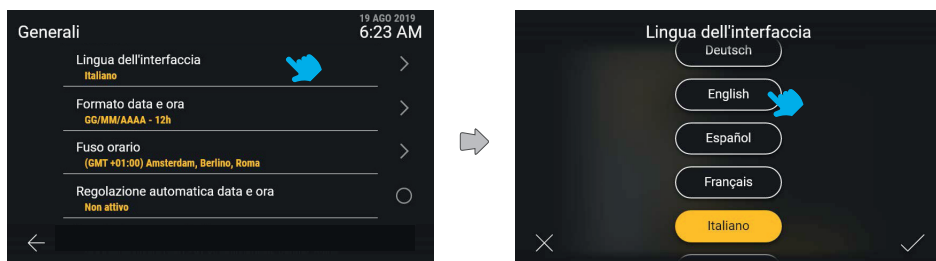 Generali
19 AGO 2019
6:23 AM
Lingua dell'interfaccia
Italiano
Formato data e ora
GG/MM/AAAA - 12h
Fuso orario
(GMT +01:00) Amsterdam, Berlino, Roma
Regolazione automatica data e ora
Non attivo
Lingua dell'interfaccia
Deutsch
English
Español
Français
Italiano